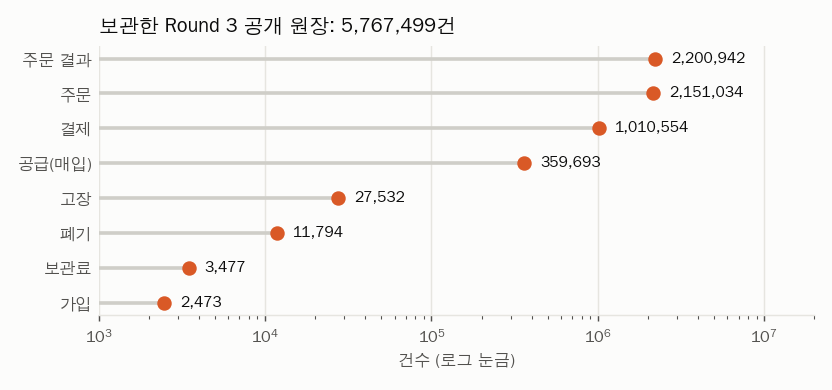 보관한 Round 3 공개 원장: 5,767,499건
주문 결과 2,200,942
주문 2,151,034
결제 1,010,554
공급(매입) 359,693
고장 27,532
폐기 11,794
보관료 3,477
가입 2,473
10³ 10⁴ 10⁵ 10⁶ 10⁷
건수 (로그 눈금)